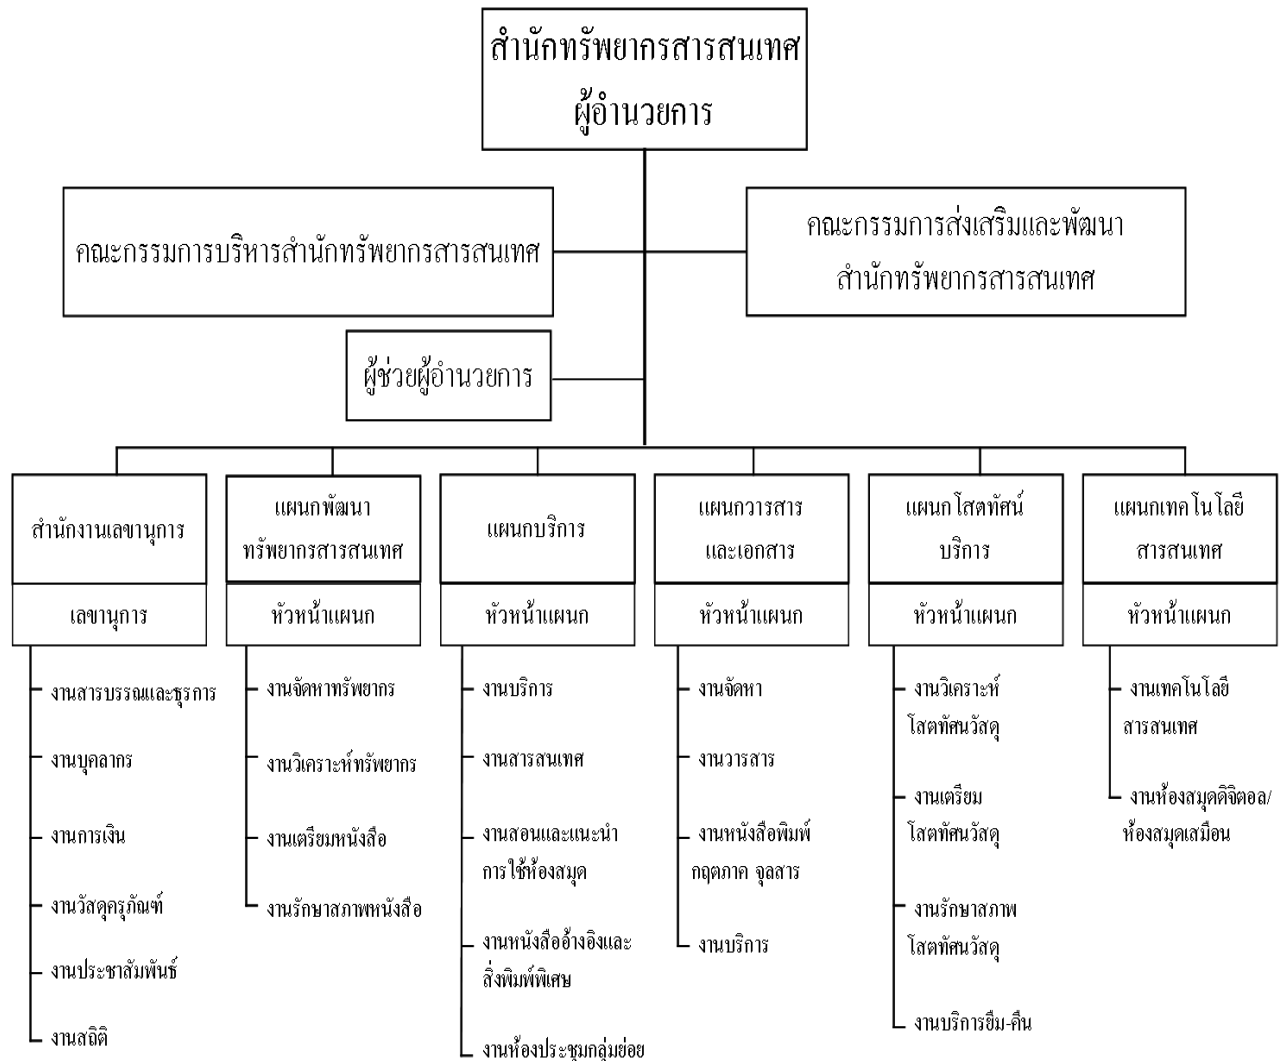 สำนักทรัพยากรสารสนเทศ
ผู้อำนวยการ
คณะกรรมการบริหารสำนักทรัพยากรสารสนเทศ
คณะกรรมการส่งเสริมและพัฒนา
สำนักทรัพยากรสารสนเทศ
ผู้ช่วยผู้อำนวยการ
สำนักงานเลขานุการ
เลขานุการ
งานสารบรรณและธุรการ
งานบุคลากร
งานการเงิน
งานวัสดุครุภัณฑ์
งานประชาสัมพันธ์
งานสถิติ
แผนกพัฒนา
ทรัพยากรสารสนเทศ
หัวหน้าแผนก
งานจัดหาทรัพยากร
งานวิเคราะห์ทรัพยากร
งานเตรียมหนังสือ
งานรักษาสภาพหนังสือ
แผนกบริการ
หัวหน้าแผนก
งานบริการ
งานสารสนเทศ
งานสอนและแนะนำ
การใช้ห้องสมุด
งานหนังสืออ้างอิงและ
สิ่งพิมพ์พิเศษ
งานห้องประชุมกลุ่มย่อย
แผนกวารสาร
และเอกสาร
หัวหน้าแผนก
งานจัดหา
งานวารสาร
งานหนังสือพิมพ์
กฤตภาค จุลสาร
งานบริการ
แผนกโสตทัศน์
บริการ
หัวหน้าแผนก
งานวิเคราะห์
โสตทัศนวัสดุ
งานเตรียม
โสตทัศนวัสดุ
งานรักษาสภาพ
โสตทัศนวัสดุ
งานบริการยืม-คืน
แผนกเทคโนโลยี
สารสนเทศ
หัวหน้าแผนก
งานเทคโนโลยี
สารสนเทศ
งานห้องสมุดดิจิตอล/
ห้องสมุดเสมือน